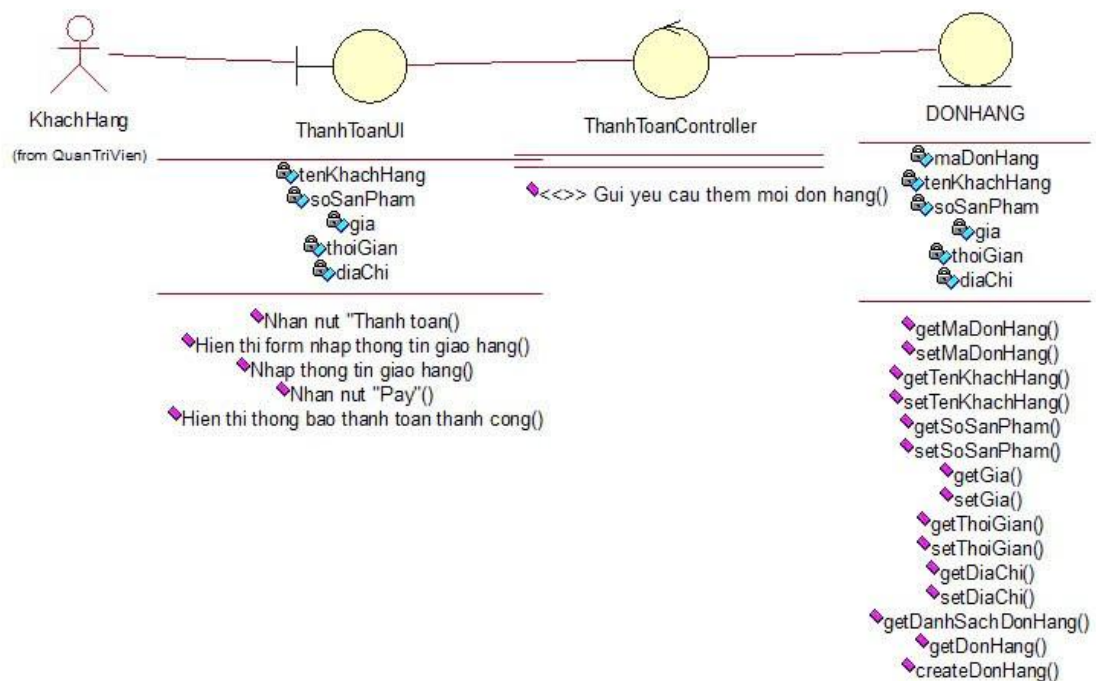 KhachHang
(from QuanTriVien)
ThanhToanUI
tenKhachHang
soSanPham
gia
thoiGian
diaChi
Nhan nut "Thanh toan()
Hien thi form nhap thong tin giao hang()
Nhap thong tin giao hang()
Nhan nut "Pay"()
Hien thi thong bao thanh toan thanh cong()
ThanhToanController
<<>> Gui yeu cau them moi don hang()
DONHANG
maDonHang
tenKhachHang
soSanPham
gia
thoiGian
diaChi
getMaDonHang()
setMaDonHang()
getTenKhachHang()
setTenKhachHang()
getSoSanPham()
setSoSanPham()
getGia()
setGia()
getThoiGian()
setThoiGian()
getDiaChi()
setDiaChi()
getDanhSachDonHang()
getDonHang()
createDonHang()